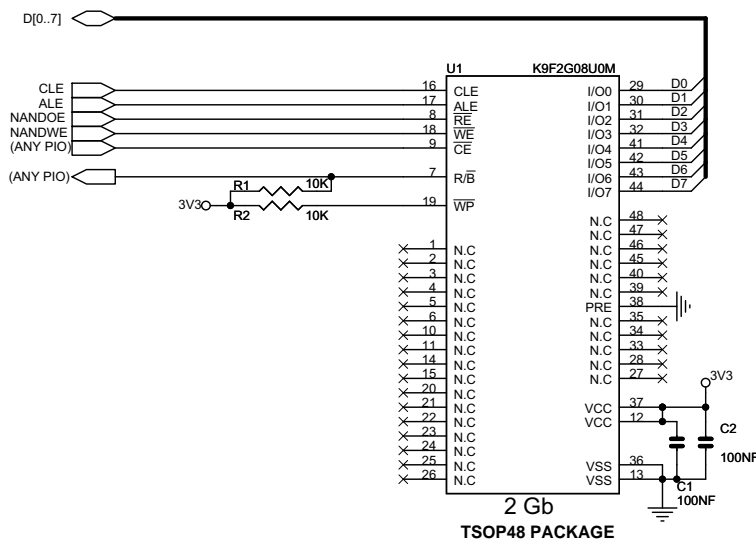 D[0..7]
U1 K9F2G08U0M
CLE 16 CLE I/O0 29 D0
ALE 17 ALE I/O1 30 D1
NANDOE 8 RE I/O2 31 D2
NANDWE 18 WE I/O3 32 D3
(ANY PIO) 9 CE I/O4 41 D4
I/O5 42 D5
(ANY PIO) 7 R/B I/O6 43 D6
I/O7 44 D7
R1 10K
3V3 19 WP
R2 10K
N.C 48
N.C 47
1 N.C N.C 46
2 N.C N.C 45
3 N.C N.C 40
4 N.C N.C 39
5 N.C PRE 38
6 N.C N.C 35
10 N.C N.C 34
11 N.C N.C 33
14 N.C N.C 28
15 N.C N.C 27
20 N.C 3V3
21 N.C VCC 37
22 N.C VCC 12
23 N.C C2
24 N.C 100NF
25 N.C VSS 36
26 N.C VSS 13
C1
100NF
2 Gb
TSOP48 PACKAGE